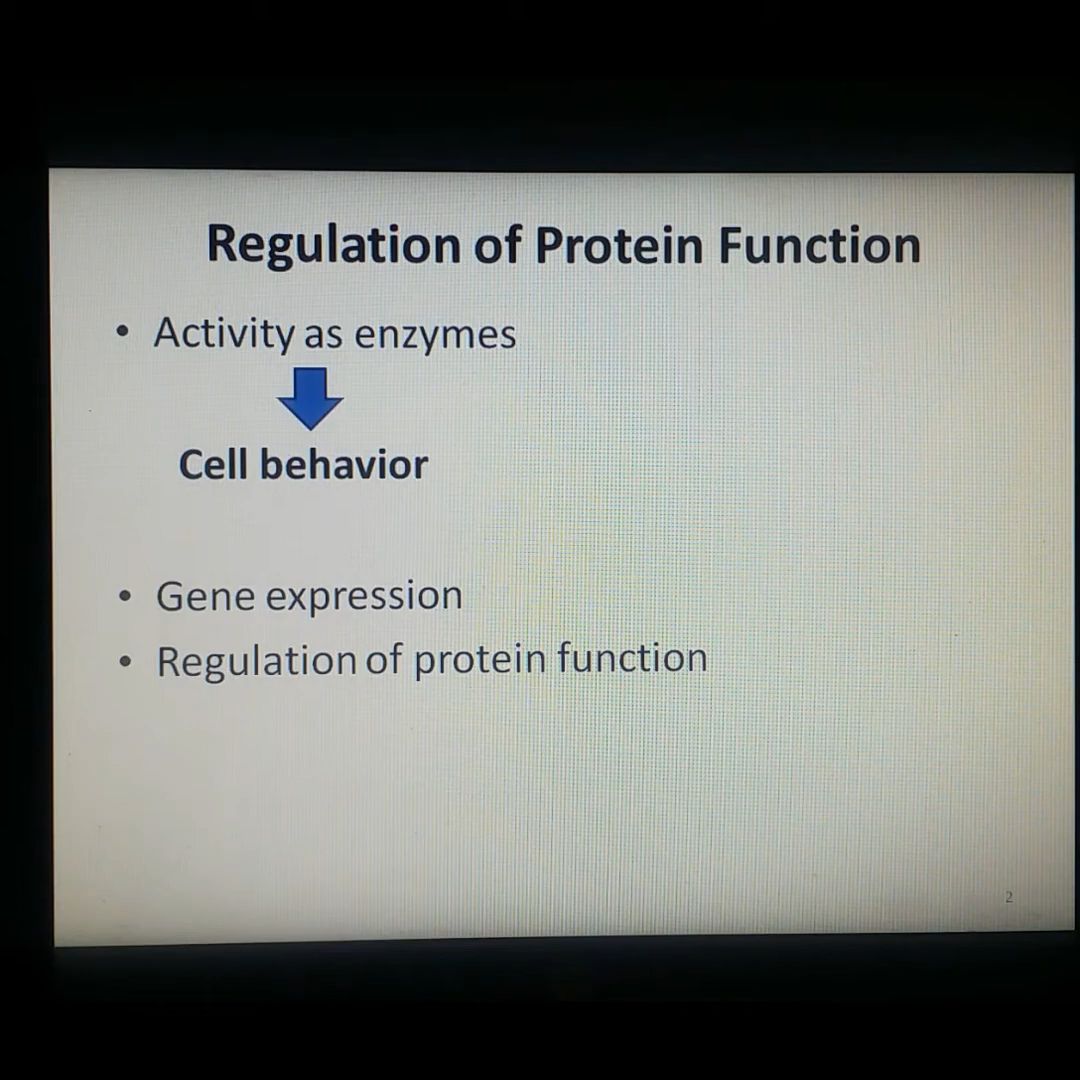 Regulation of Protein Function
• Activity as enzymes
Cell behavior
• Gene expression
• Regulation of protein function
2